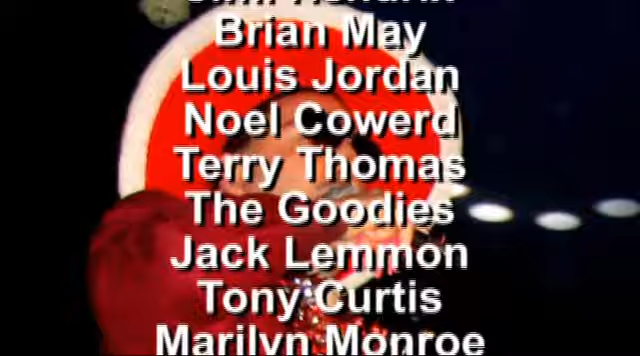 Brian May
Louis Jordan
Noel Cowerd
Terry Thomas
The Goodies
Jack Lemmon
Tony Curtis
Marilyn Monroe